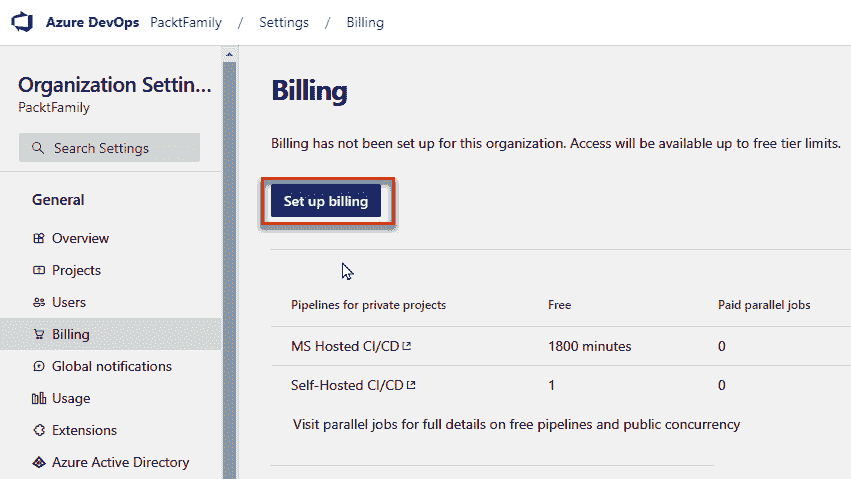 Azure DevOps PacktFamily / Settings / Billing
Organization Settin...
PacktFamily
Search Settings
General
Overview
Projects
Users
Billing
Global notifications
Usage
Extensions
Azure Active Directory
Billing
Billing has not been set up for this organization. Access will be available up to free tier limits.
Set up billing
Pipelines for private projects Free Paid parallel jobs
MS Hosted CI/CD 1800 minutes 0
Self-Hosted CI/CD 1 0
Visit parallel jobs for full details on free pipelines and public concurrency